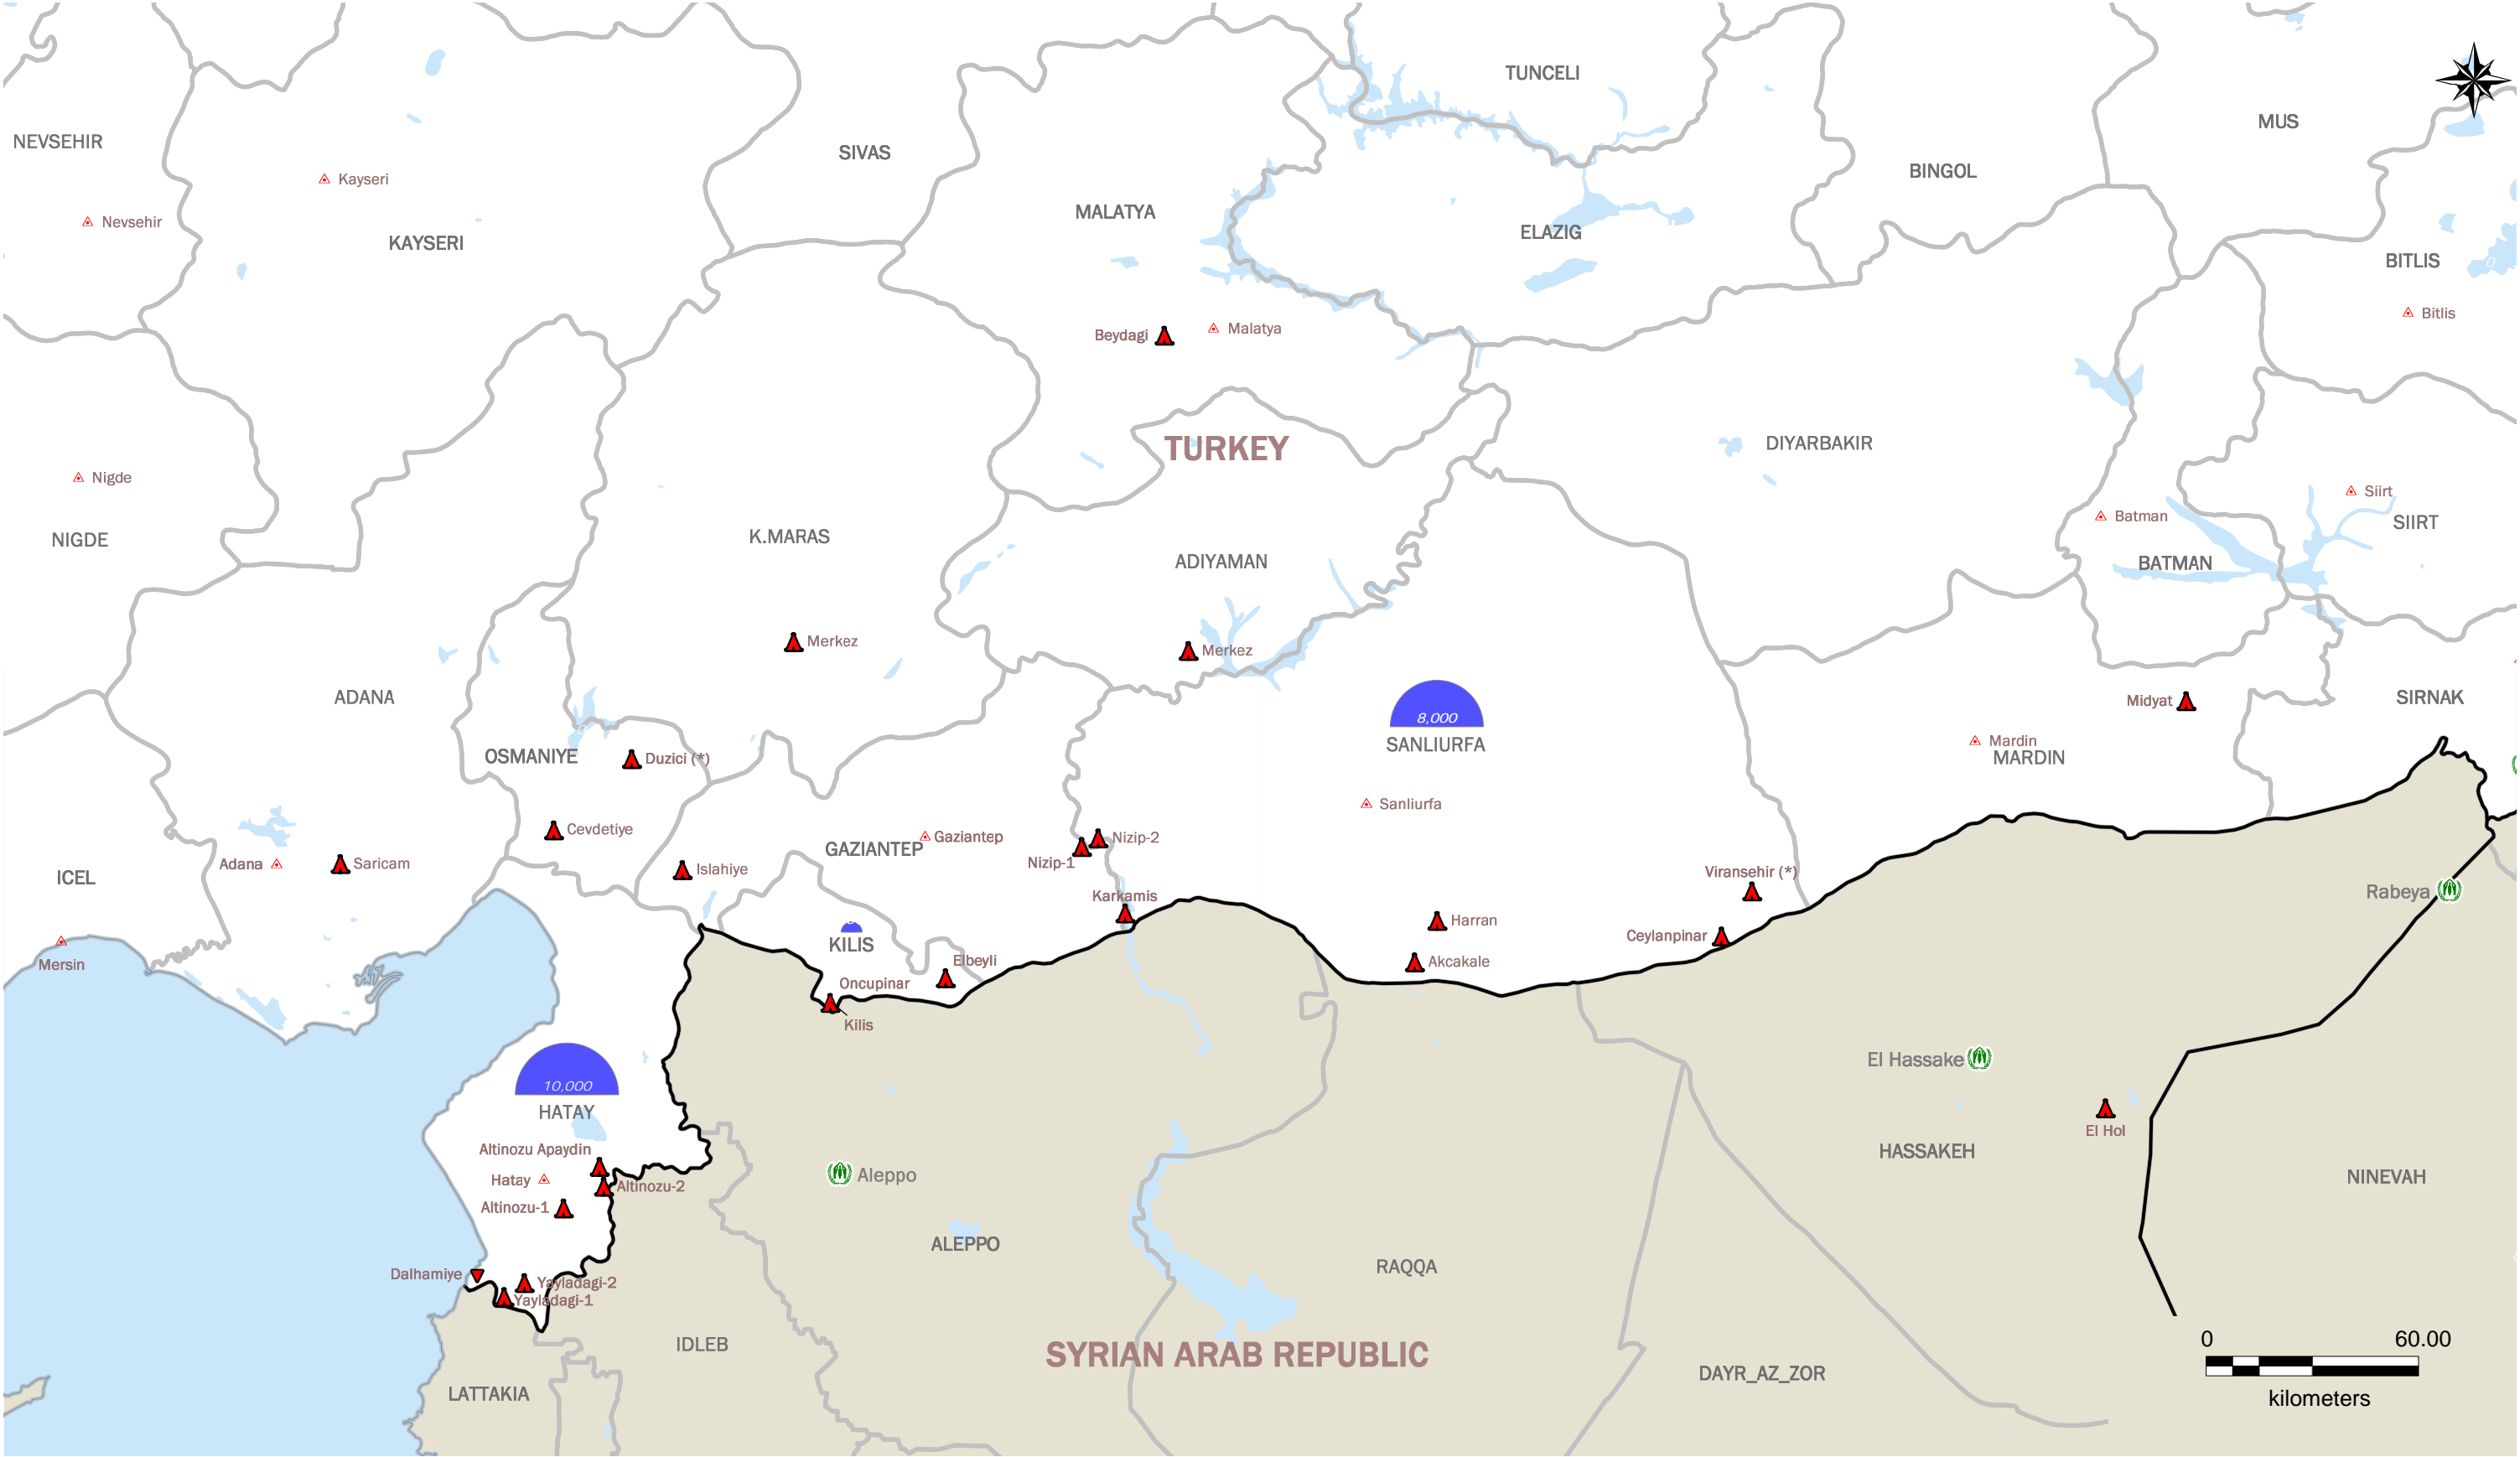 TUNCELI
MUS
NEVSEHIR
SIVAS
BINGOL
Kayseri
MALATYA
Nevsehir
ELAZIG
KAYSERI
BITLIS
Bitlis
Beydagi
Malatya
TURKEY
DIYARBAKIR
Nigde
Siirt
Batman
SIIRT
NIGDE
K.MARAS
ADIYAMAN
BATMAN
Merkez
Merkez
ADANA
Midyat
SIRNAK
8,000
SANLIURFA
Mardin
MARDIN
OSMANIYE
Duzici (*)
Sanliurfa
Cevdetiye
Gaziantep
GAZIANTEP
Nizip-2
Nizip-1
Adana
Saricam
Islahiye
ICEL
Viransehir (*)
Rabeya
Karkamis
Harran
Ceylanpinar
KILIS
Mersin
Elbeyli
Akcakale
Oncupinar
Kilis
El Hassake
10,000
HATAY
El Hol
Altinozu Apaydin
HASSAKEH
Hatay
Altinozu-2
Aleppo
NINEVAH
Altinozu-1
ALEPPO
RAQQA
Dalhamiye
Yayladagi-2
Yayladagi-1
IDLEB
SYRIAN ARAB REPUBLIC
0 60.00
kilometers
DAYR_AZ_ZOR
LATTAKIA